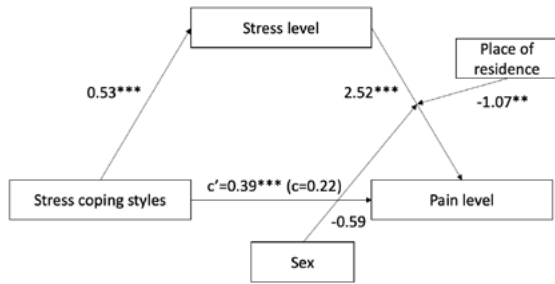 Stress level
Place of
residence
0.53***
2.52***
-1.07**
c'=0.39*** (c=0.22)
Stress coping styles
Pain level
-0.59
Sex